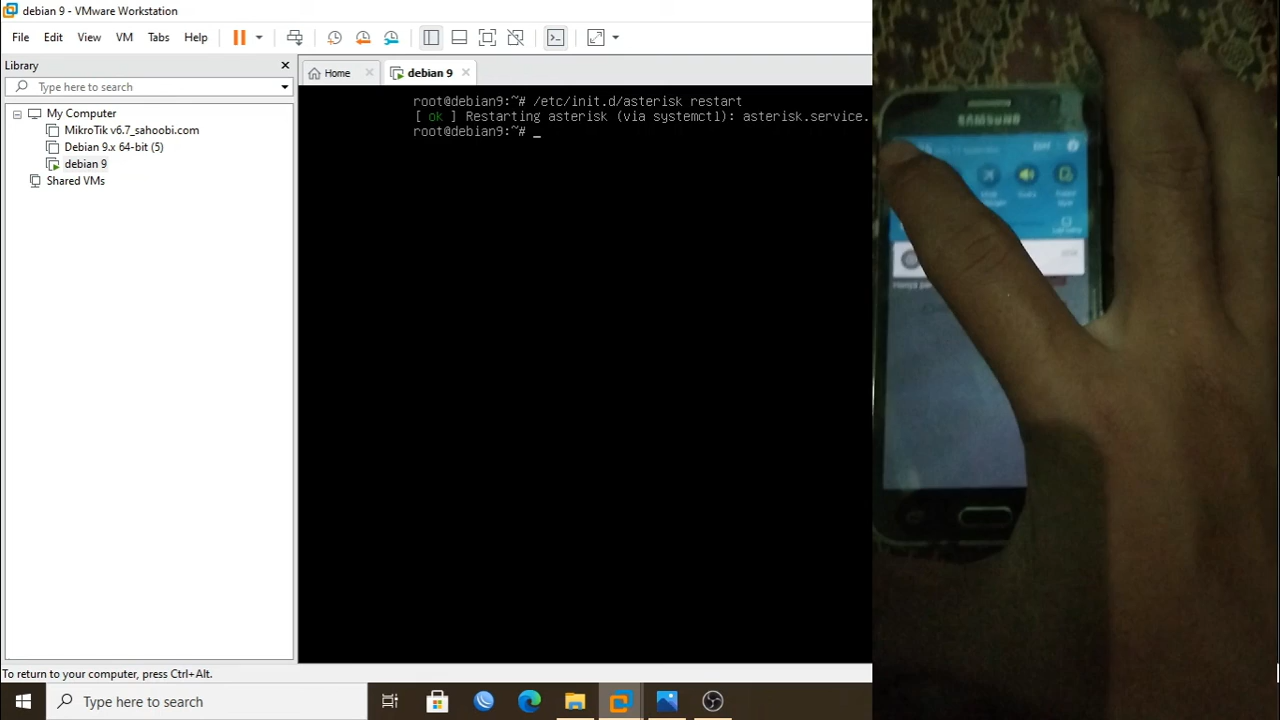 debian 9 - VMware Workstation
File Edit View VM Tabs Help
Library
Type here to search
My Computer
MikroTik v6.7_sahoobi.com
Debian 9.x 64-bit (5)
debian 9
Shared VMs
Home
debian 9
root@debian9:~# /etc/init.d/asterisk restart
[ ok ] Restarting asterisk (via systemctl): asterisk.service.
root@debian9:~# _
SAMSUNG
To return to your computer, press Ctrl+Alt.
Type here to search